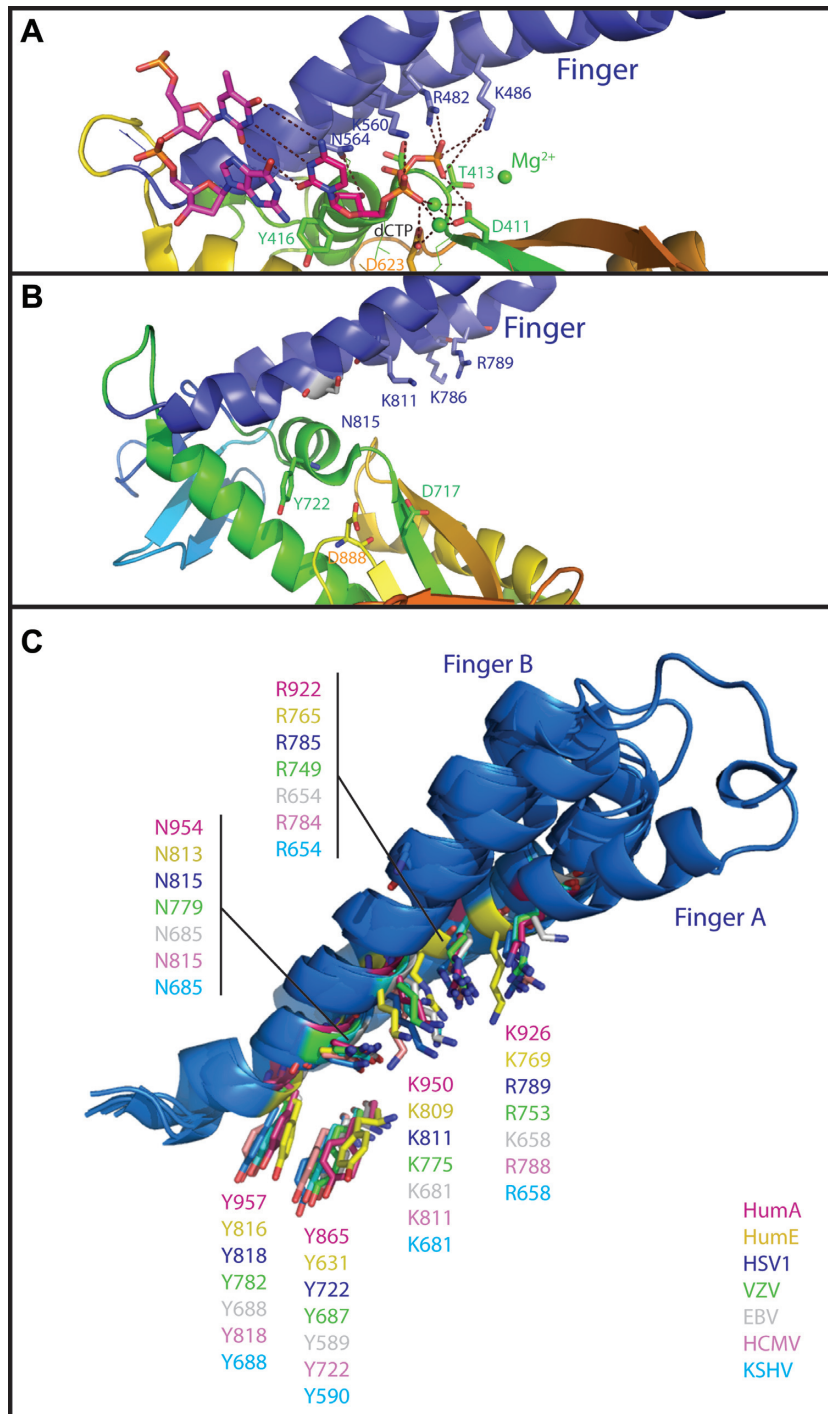 A
Finger
R482
K486
K560
N564
T413
Mg2+
Y416
dCTP
D411
D623
B
Finger
R789
K811
K786
N815
D717
Y722
D888
C
Finger B
R922
R765
R785
R749
R654
R784
R654
N954
N813
N815
N779
N685
N815
N685
Finger A
K926
K769
R789
R753
K658
R788
R658
K950
K809
K811
K775
K681
K811
K681
Y957
Y816
Y818
Y782
Y688
Y818
Y688
Y865
Y631
Y722
Y687
Y589
Y722
Y590
HumA
HumE
HSV1
VZV
EBV
HCMV
KSHV